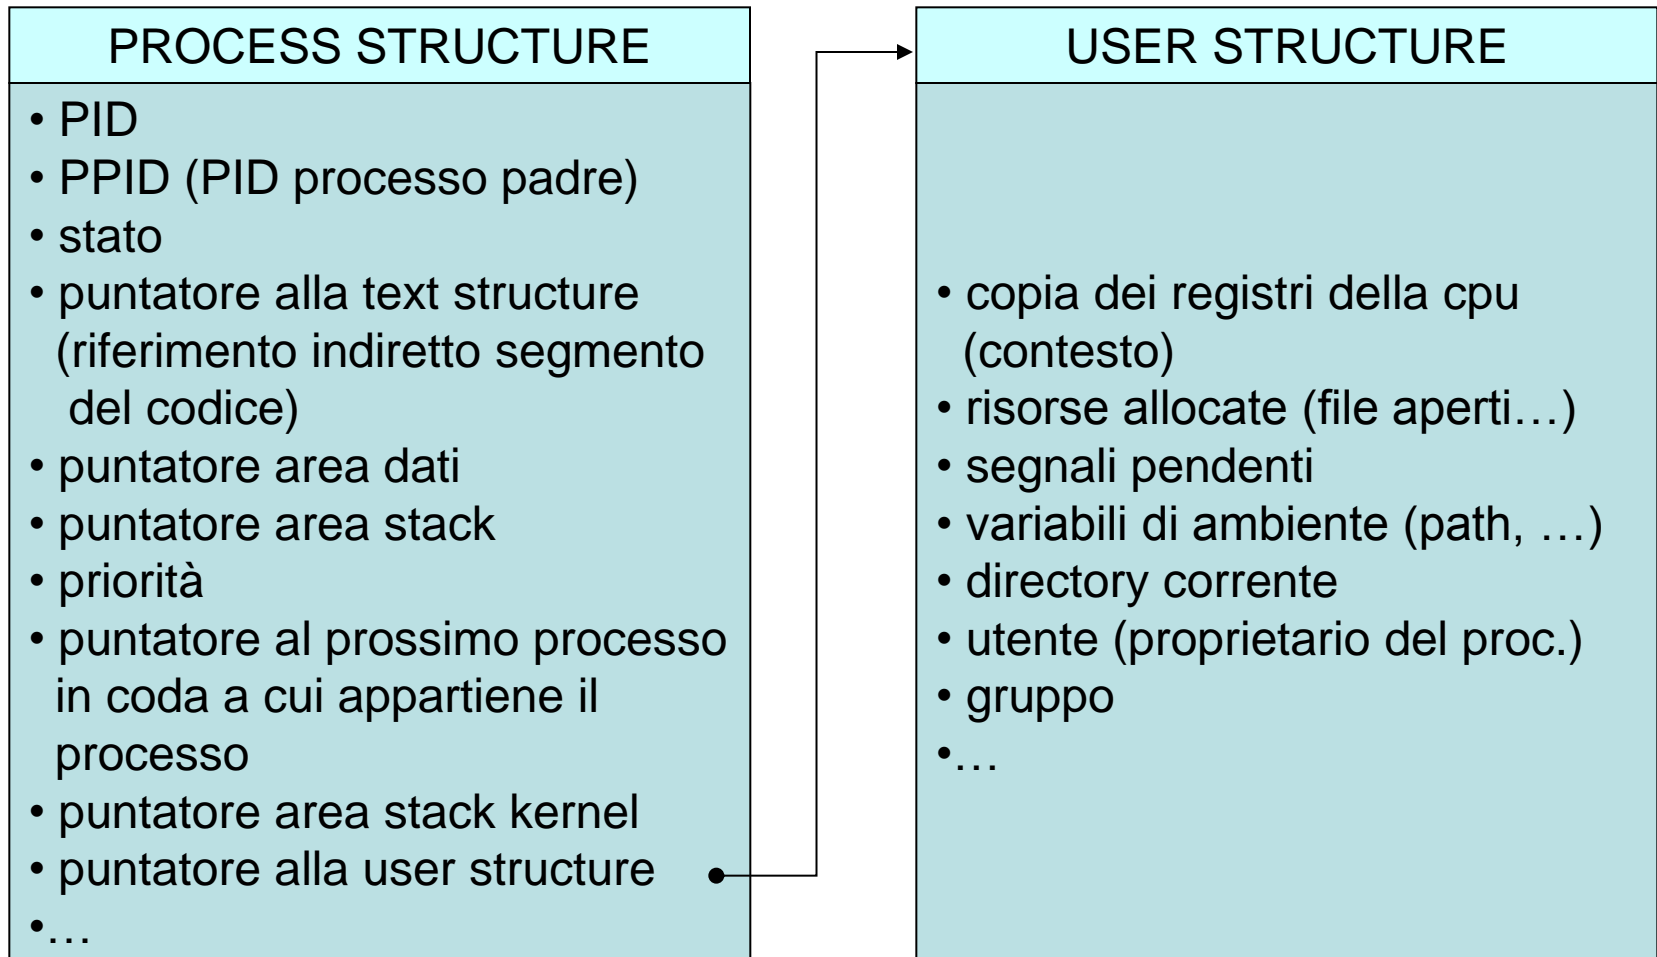 PROCESS STRUCTURE
• PID
• PPID (PID processo padre)
• stato
• puntatore alla text structure
(riferimento indiretto segmento
del codice)
• puntatore area dati
• puntatore area stack
• priorità
• puntatore al prossimo processo
in coda a cui appartiene il
processo
• puntatore area stack kernel
• puntatore alla user structure
•…
USER STRUCTURE
• copia dei registri della cpu
(contesto)
• risorse allocate (file aperti…)
• segnali pendenti
• variabili di ambiente (path, …)
• directory corrente
• utente (proprietario del proc.)
• gruppo
•…